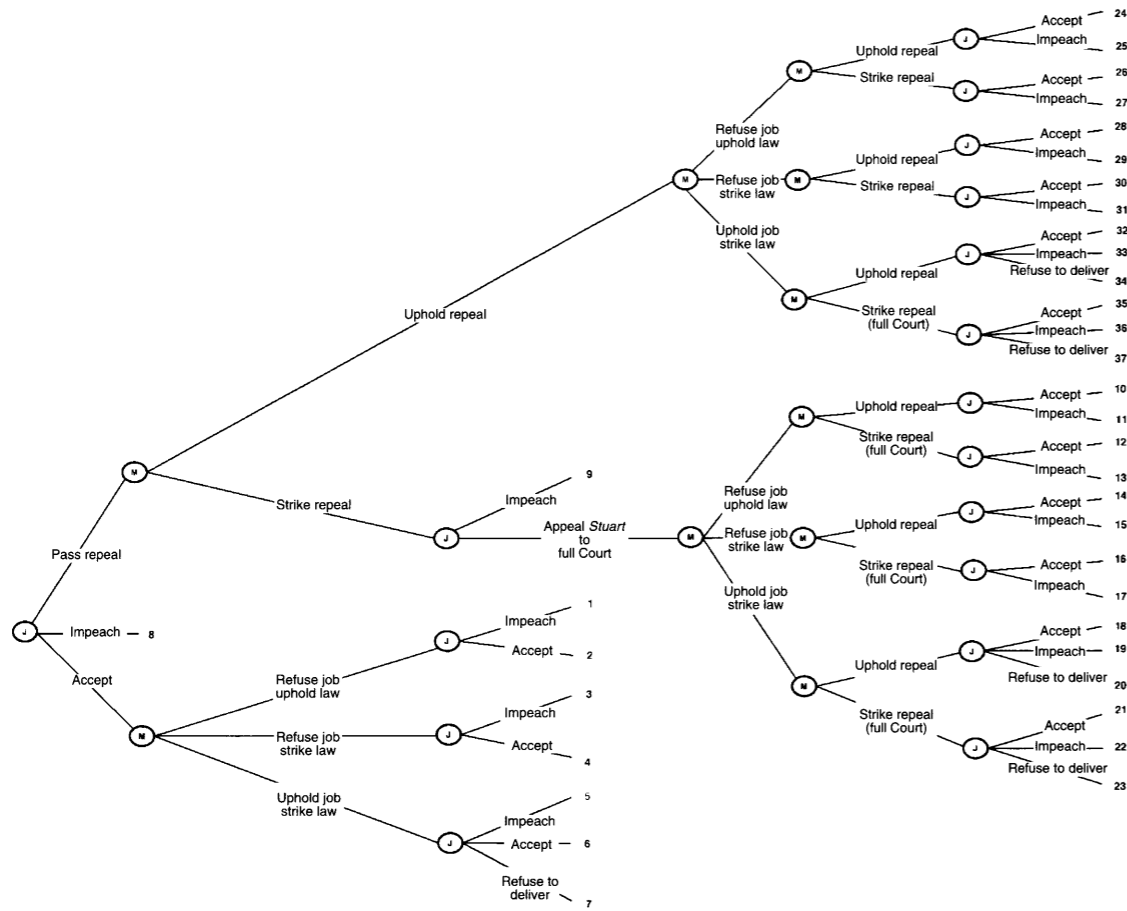 Accept 24
J
Impeach
Uphold repeal
25
M
Strike repeal
Accept 26
J
Impeach 27
Refuse job
uphold law
Accept 28
J
Uphold repeal
Impeach
29
M
Refuse job
strike law
M
Strike repeal
Accept 30
J
Impeach
31
Uphold job
strike law
Accept 32
J
Impeach 33
Refuse to deliver
34
Uphold repeal
M
Strike repeal
(full Court)
Accept 35
J
Impeach 36
Refuse to deliver
37
Uphold repeal
Accept 10
J
Impeach 11
Uphold repeal
M
Strike repeal
(full Court)
Accept 12
J
Impeach
13
Refuse job
uphold law
M
Strike repeal
J
Impeach
9
Appeal Stuart
to
full Court
M
Refuse job
strike law
M
Uphold repeal
Accept 14
J
Impeach 15
Strike repeal
(full Court)
Accept 16
J
Impeach
17
Uphold job
strike law
M
Uphold repeal
Accept 18
J
Impeach 19
Refuse to deliver
20
Strike repeal
(full Court)
21
Accept
J
Impeach 22
Refuse to deliver
23
Pass repeal
J
Impeach 8
Accept
M
Refuse job
uphold law
J
1
Impeach
Accept 2
Refuse job
strike law
J
3
Impeach
Accept
4
Uphold job
strike law
J
5
Impeach
Accept 6
Refuse to
deliver
7